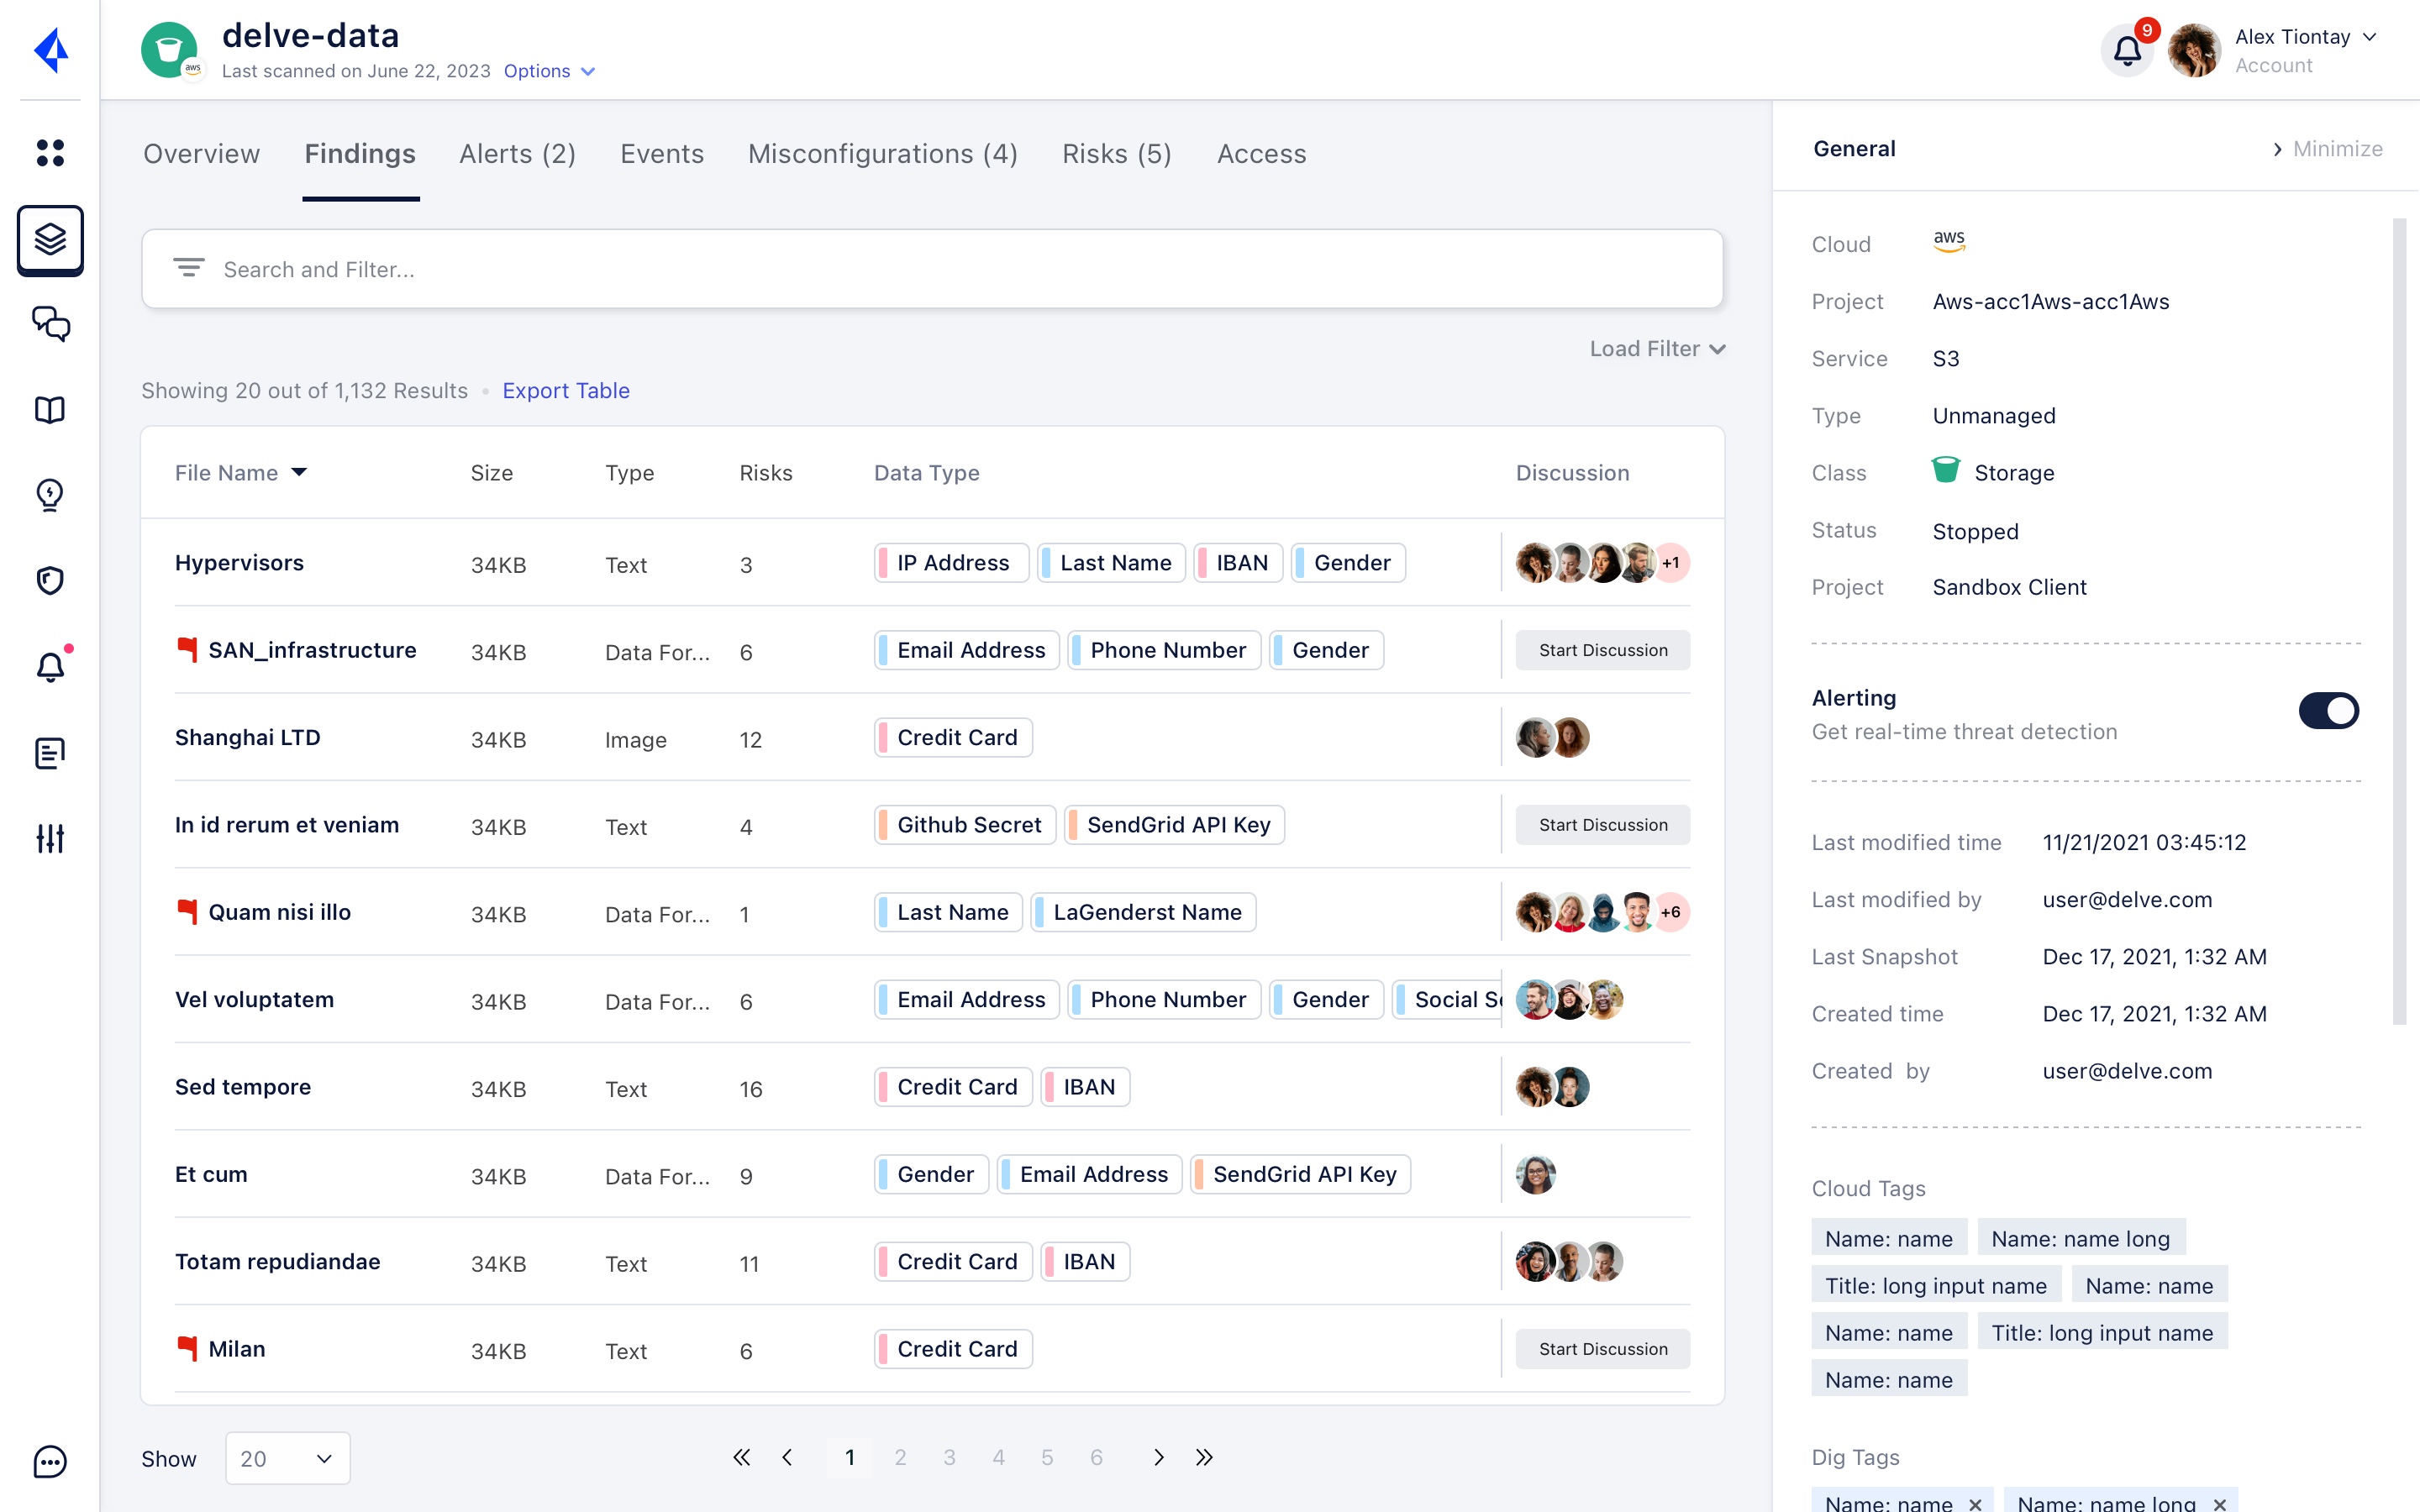 delve-data
aws
Last scanned on June 22, 2023 Options
9
Alex Tiontay
Account
Overview Findings Alerts (2) Events Misconfigurations (4) Risks (5) Access
Search and Filter...
Load Filter
Showing 20 out of 1,132 Results • Export Table
File Name Size Type Risks Data Type Discussion
Hypervisors 34KB Text 3 IP Address Last Name IBAN Gender +1
SAN_infrastructure 34KB Data For... 6 Email Address Phone Number Gender Start Discussion
Shanghai LTD 34KB Image 12 Credit Card
In id rerum et veniam 34KB Text 4 Github Secret SendGrid API Key Start Discussion
Quam nisi illo 34KB Data For... 1 Last Name LaGenderst Name +6
Vel voluptatem 34KB Data For... 6 Email Address Phone Number Gender Social
Sed tempore 34KB Text 16 Credit Card IBAN
Et cum 34KB Data For... 9 Gender Email Address SendGrid API Key
Totam repudiandae 34KB Text 11 Credit Card IBAN
Milan 34KB Text 6 Credit Card Start Discussion
Show 20 1 2 3 4 5 6
General Minimize
Cloud aws
Project Aws-acc1Aws-acc1Aws
Service S3
Type Unmanaged
Class Storage
Status Stopped
Project Sandbox Client
Alerting
Get real-time threat detection
Last modified time 11/21/2021 03:45:12
Last modified by user@delve.com
Last Snapshot Dec 17, 2021, 1:32 AM
Created time Dec 17, 2021, 1:32 AM
Created by user@delve.com
Cloud Tags
Name: name Name: name long
Title: long input name Name: name
Name: name Title: long input name
Name: name
Dig Tags
Name: name × Name: name long ×